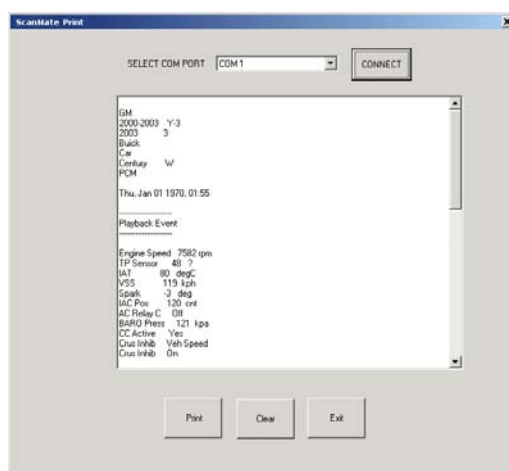 ScanMate Print
SELECT COM PORT COM1 CONNECT
GM
2000-2003 Y-3
2003 3
Buick
Car
Century W
PCM
Thu, Jan 01 1970, 01:55
--------------------
Playback Event
--------------------
Engine Speed 7582 rpm
TP Sensor 48 ?
IAT 80 degC
VSS 119 kph
Spark -3 deg
IAC Pos 120 cnt
AC Relay C Off
BARO Press 121 kpa
CC Active Yes
Crus Inhib Veh Speed
Crus Inhib On
Print Clear Exit